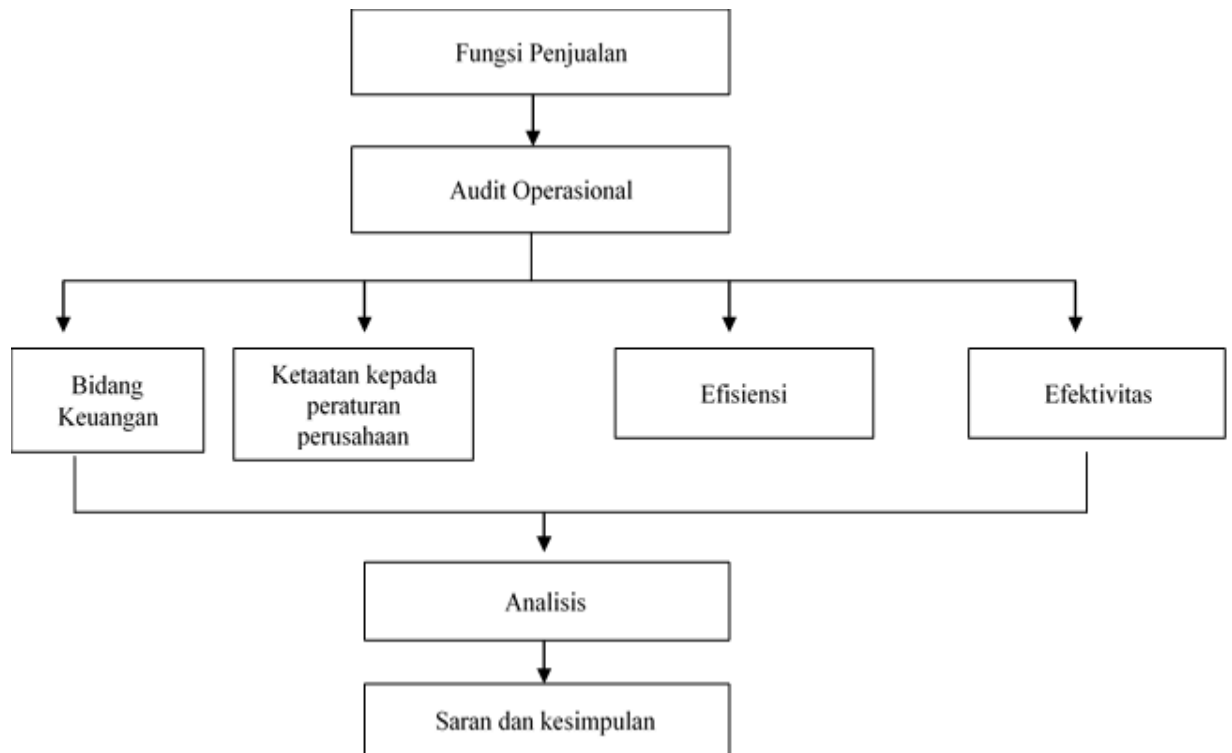 Fungsi Penjualan
Audit Operasional
Bidang
Keuangan
Ketaatan kepada
peraturan
perusahaan
Efisiensi
Efektivitas
Analisis
Saran dan kesimpulan